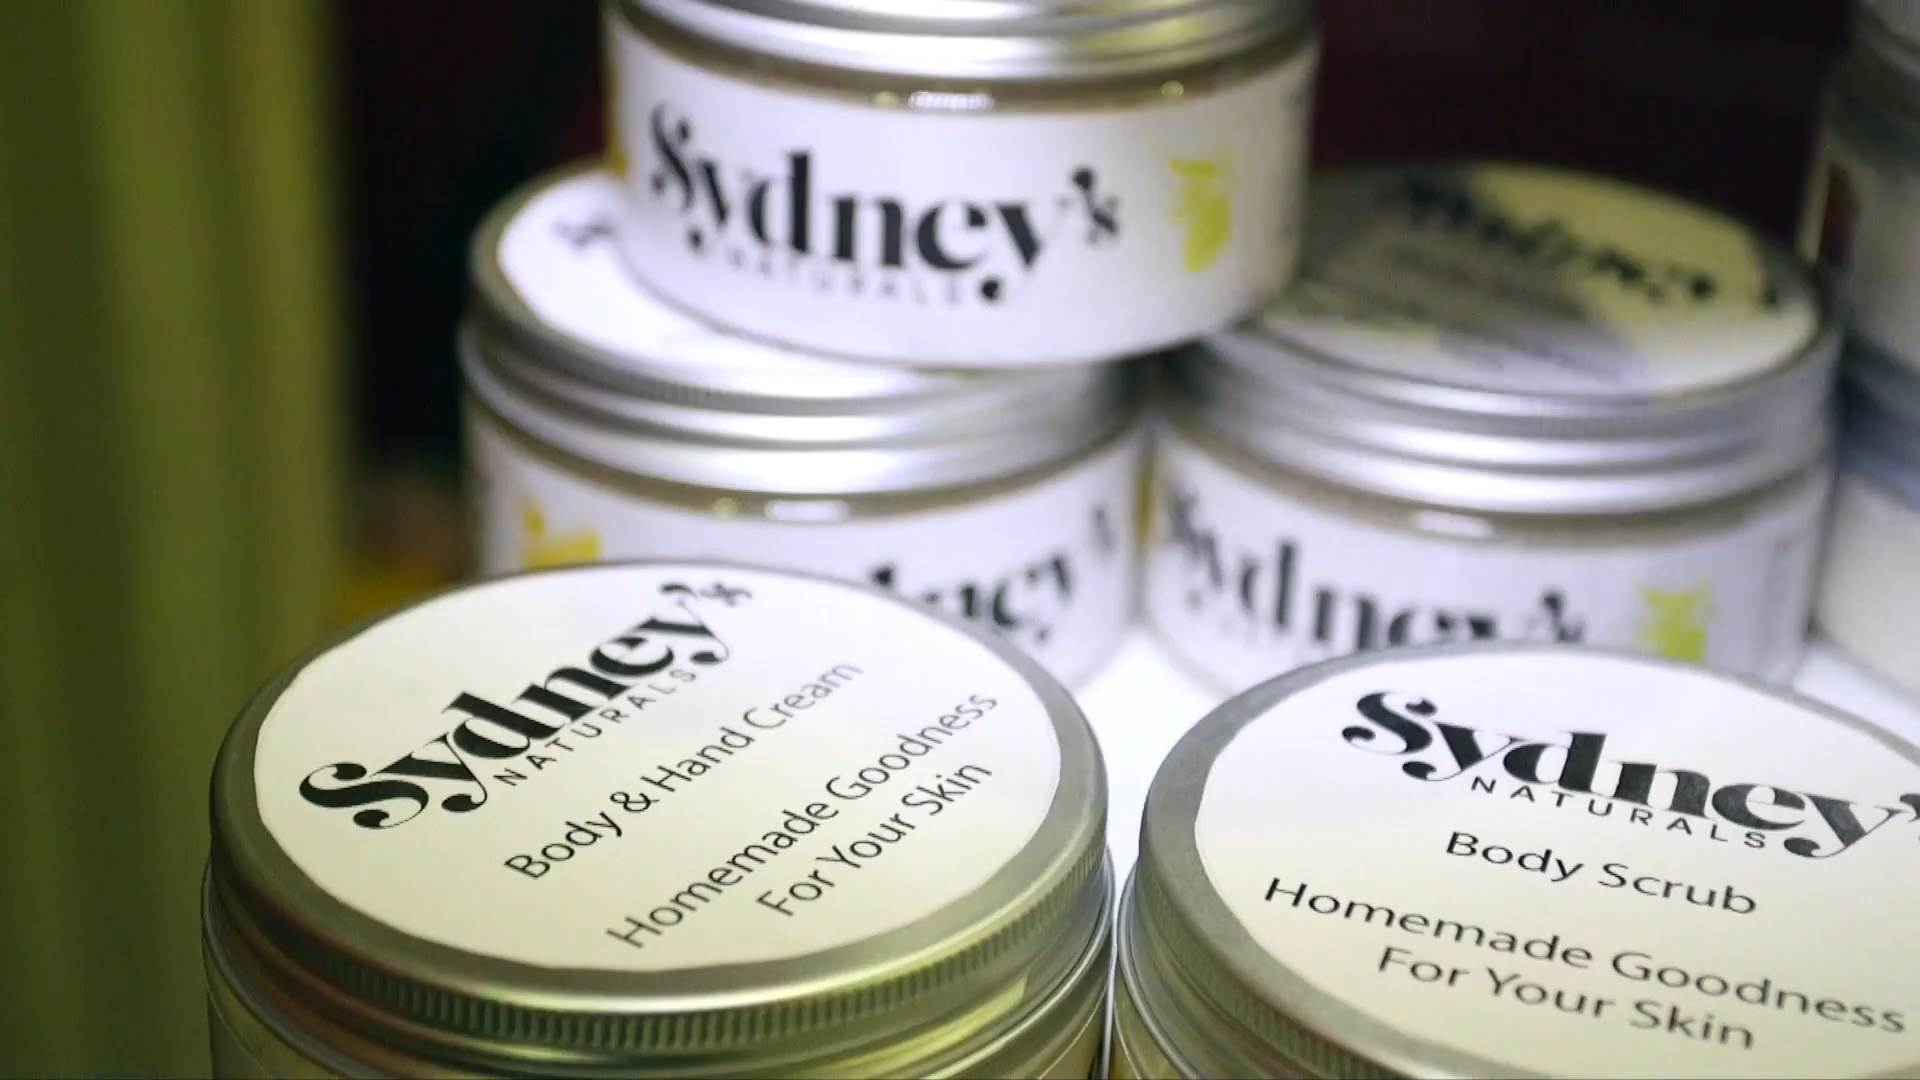 Sydney's
NATURALS
Sydney's
Sydney's
NATURALS
Body & Hand Cream
Homemade Goodness
For Your Skin
Sydney's
NATURALS
Body Scrub
Homemade Goodness
For Your Skin